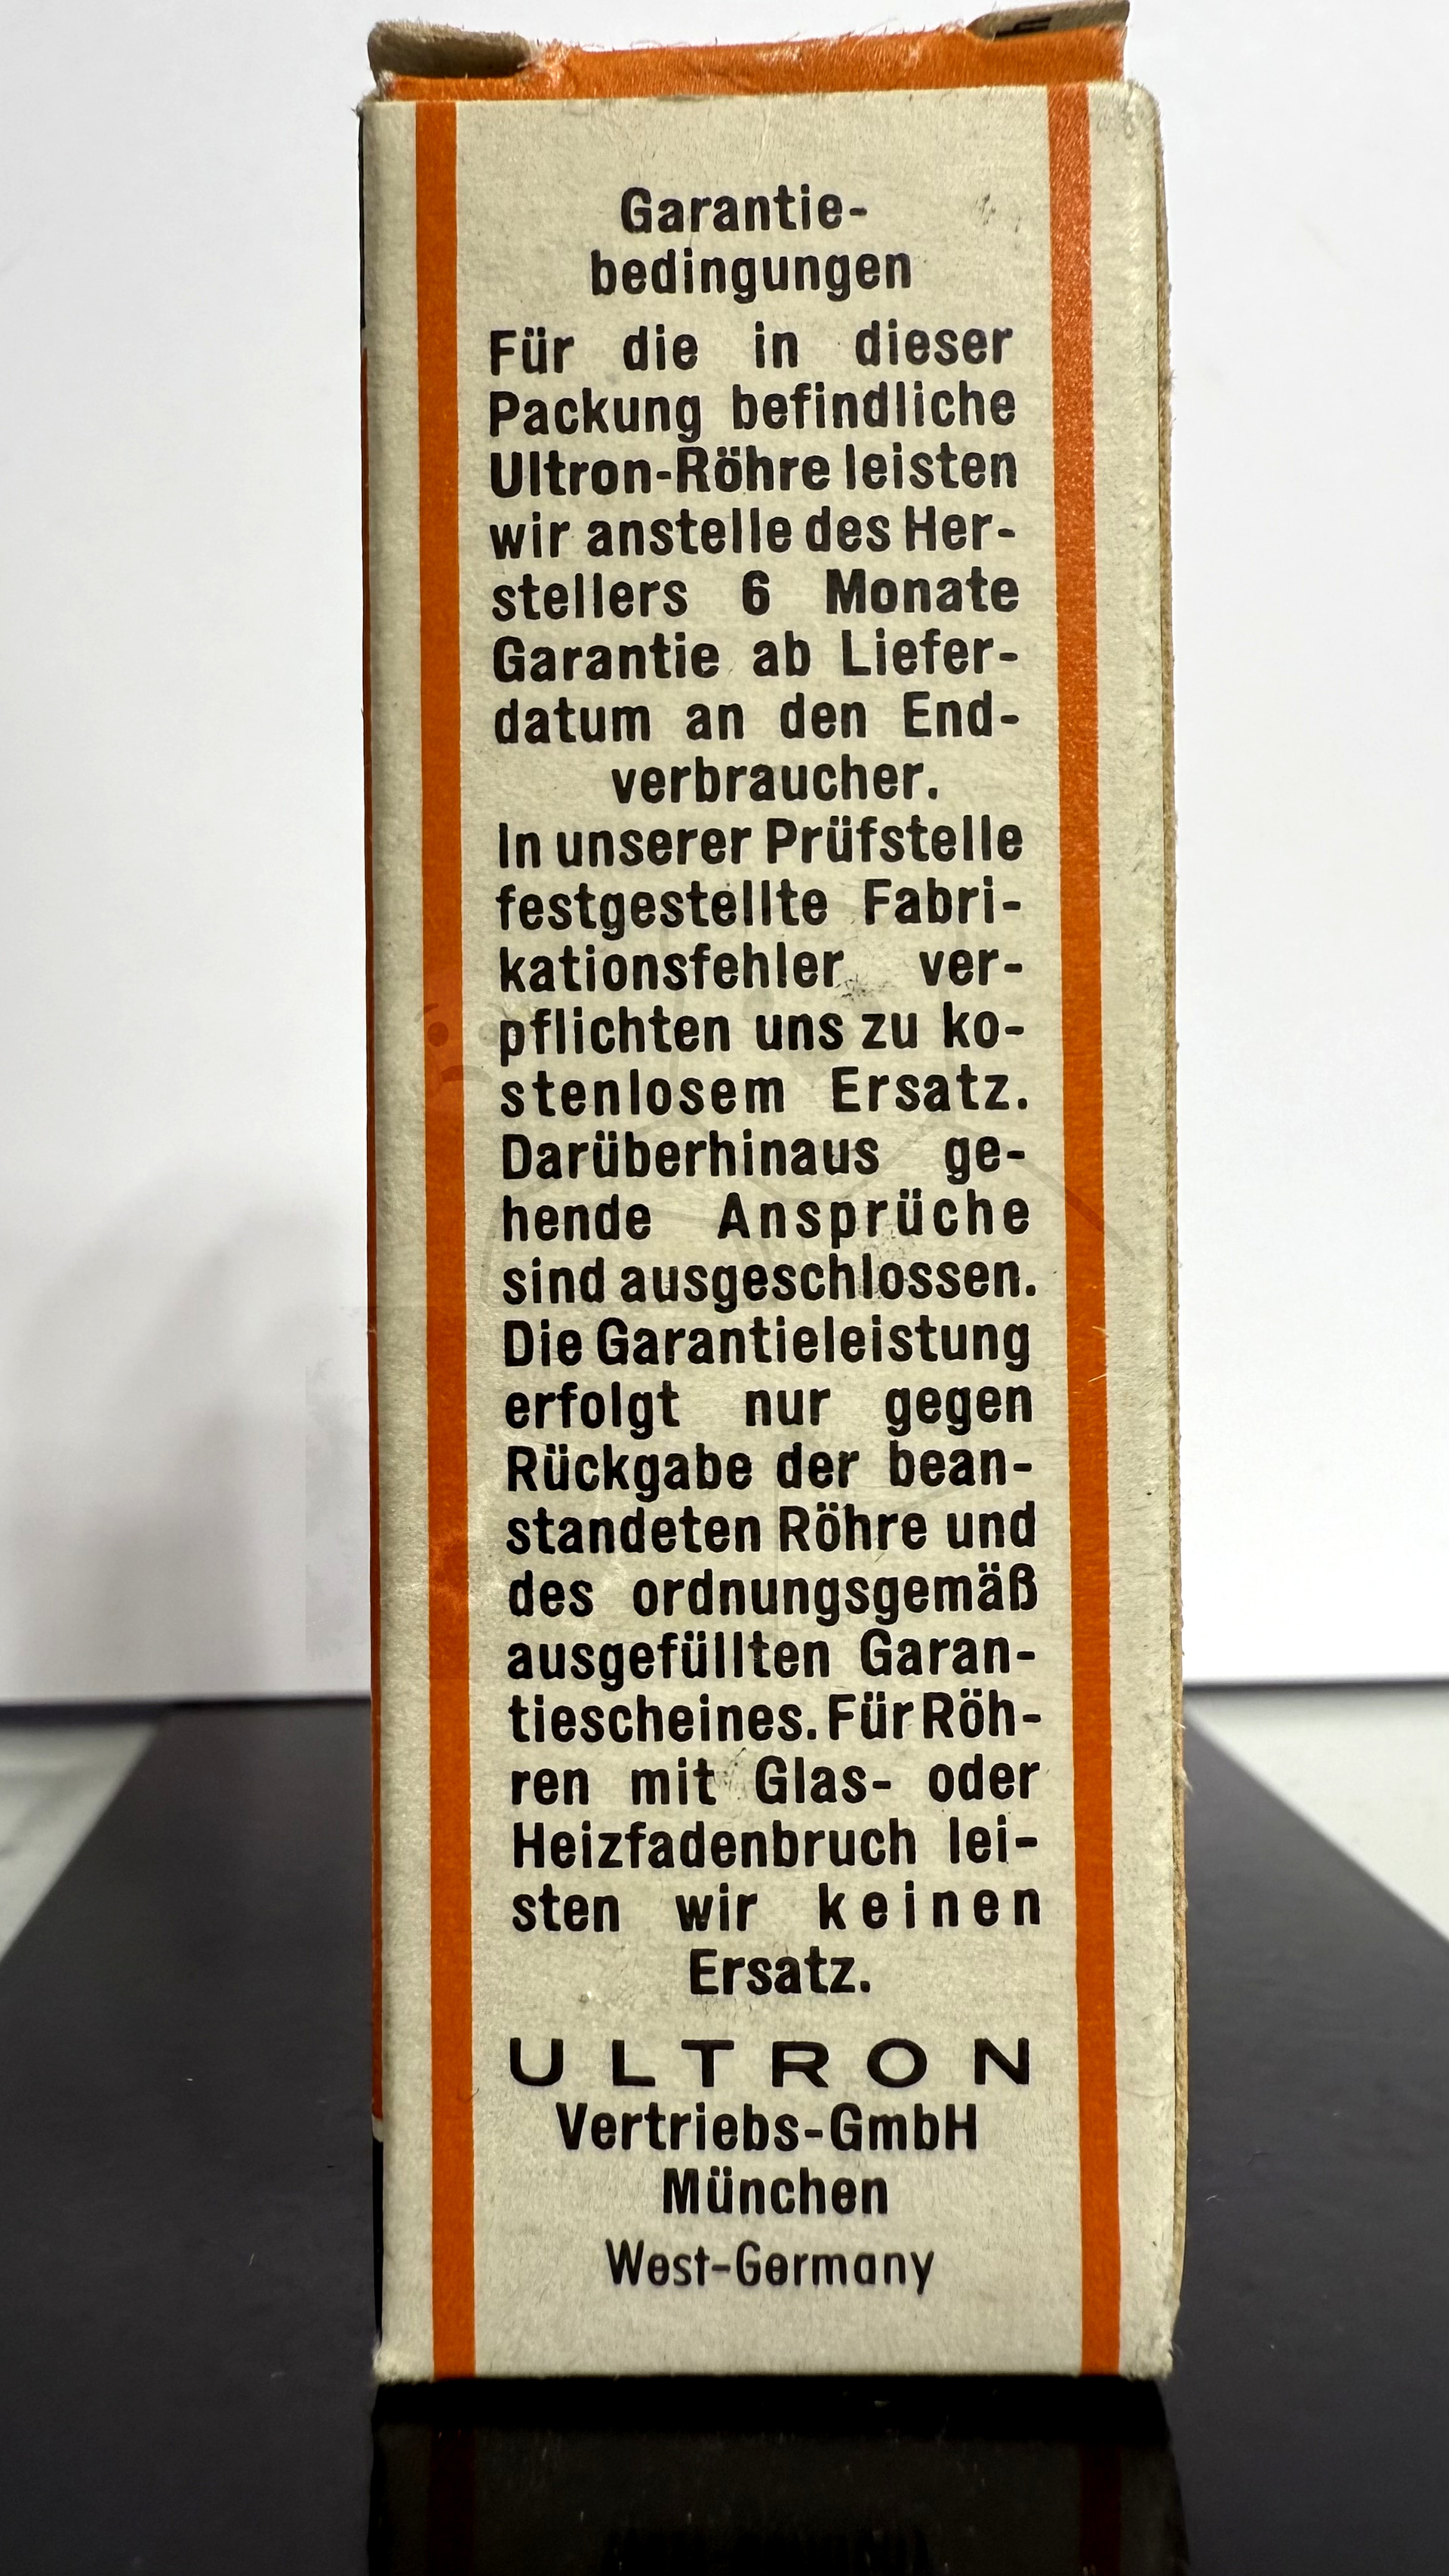 Garantie-
bedingungen
Für die in dieser
Packung befindliche
Ultron-Röhre leisten
wir anstelle des Her-
stellers 6 Monate
Garantie ab Liefer-
datum an den End-
verbraucher.
In unserer Prüfstelle
festgestellte Fabri-
kationsfehler ver-
pflichten uns zu ko-
stenlosem Ersatz.
Darüberhinaus ge-
hende Ansprüche
sind ausgeschlossen.
Die Garantieleistung
erfolgt nur gegen
Rückgabe der bean-
standeten Röhre und
des ordnungsgemäß
ausgefüllten Garan-
tiescheines. Für Röh-
ren mit Glas- oder
Heizfadenbruch lei-
sten wir keinen
Ersatz.
ULTRON
Vertriebs-GmbH
München
West-Germany